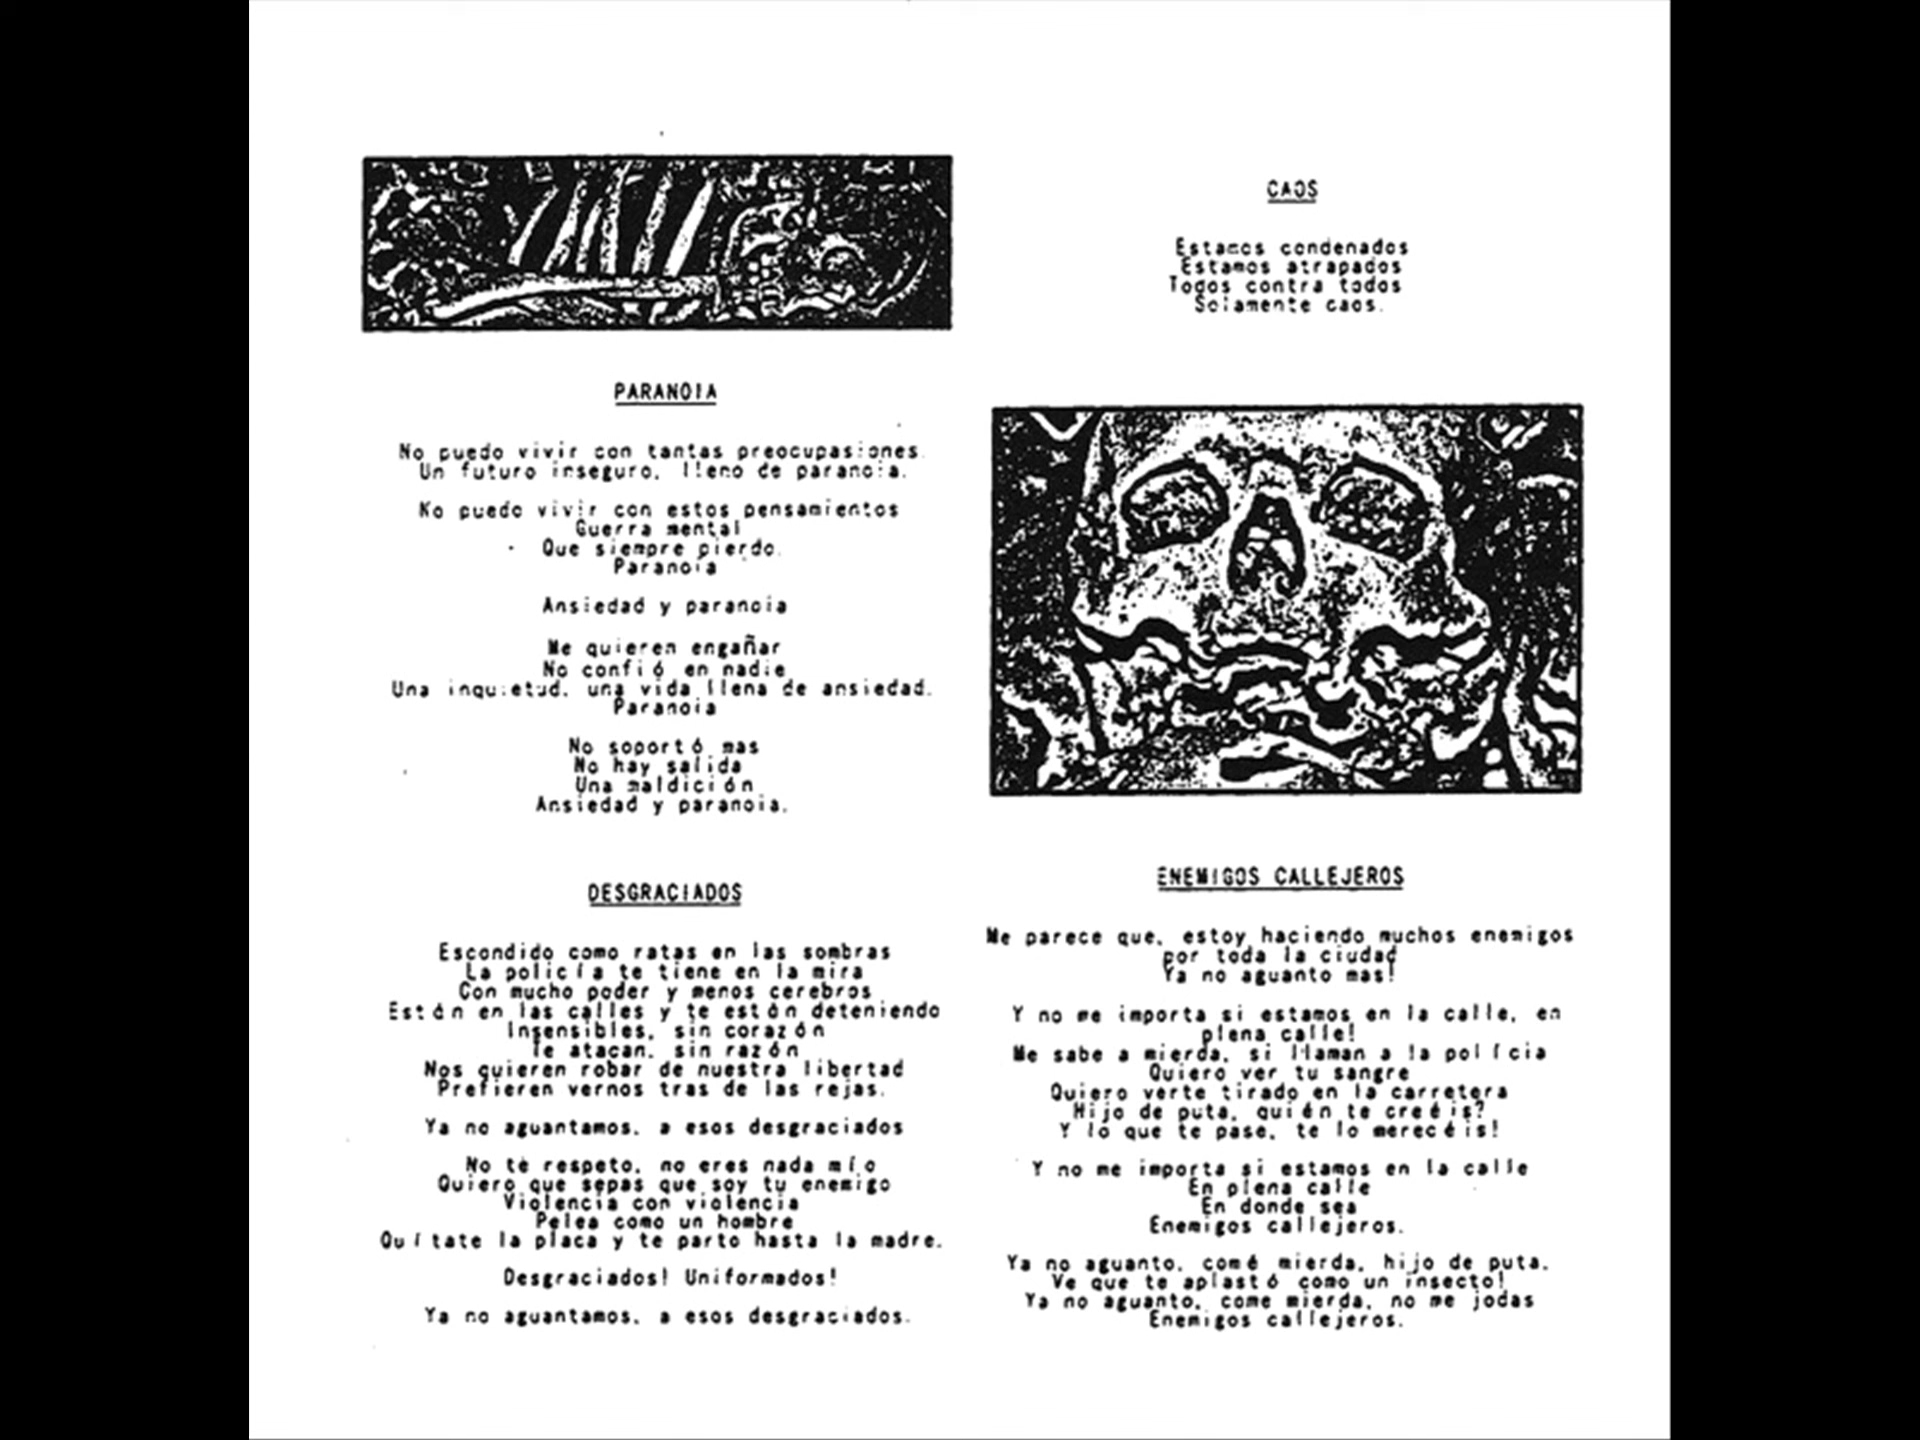 PARANOIA
No puedo vivir con tantas preocupasiones.
Un futuro inseguro, lleno de paranoia.
No puedo vivir con estos pensamientos
Guerra mental
Que siempre pierdo.
Paranoia
Ansiedad y paranoia
Me quieren engañar
No confió en nadie
Una inquietud, una vida llena de ansiedad.
Paranoia
No soportó mas
No hay salida
Una maldición
Ansiedad y paranoia.
DESGRACIADOS
Escondido como ratas en las sombras
La policía te tiene en la mira
Con mucho poder y menos cerebros
Están en las calles y te están deteniendo
Insensibles, sin corazón
Te atacan, sin razón
Nos quieren robar de nuestra libertad
Prefieren vernos tras de las rejas.
Ya no aguantamos, a esos desgraciados
No te respeto, no eres nada mío
Quiero que sepas que soy tu enemigo
Violencia con violencia
Pelea como un hombre
Quítate la placa y te parto hasta la madre.
Desgraciados! Uniformados!
Ya no aguantamos, a esos desgraciados.
CAOS
Estamos condenados
Estamos atrapados
Todos contra todos
Solamente caos.
ENEMIGOS CALLEJEROS
Me parece que, estoy haciendo muchos enemigos
por toda la ciudad
Ya no aguanto mas!
Y no me importa si estamos en la calle, en
plena calle!
Me sabe a mierda, si llaman a la polícia
Quiero ver tu sangre
Quiero verte tirado en la carretera
Hijo de puta, quién te creéis?
Y lo que te pase, te lo merecéis!
Y no me importa si estamos en la calle
En plena calle
En donde sea
Enemigos callejeros.
Ya no aguanto, comé mierda, hijo de puta.
Ve que te aplastó como un insecto!
Ya no aguanto, come mierda, no me jodas
Enemigos callejeros.